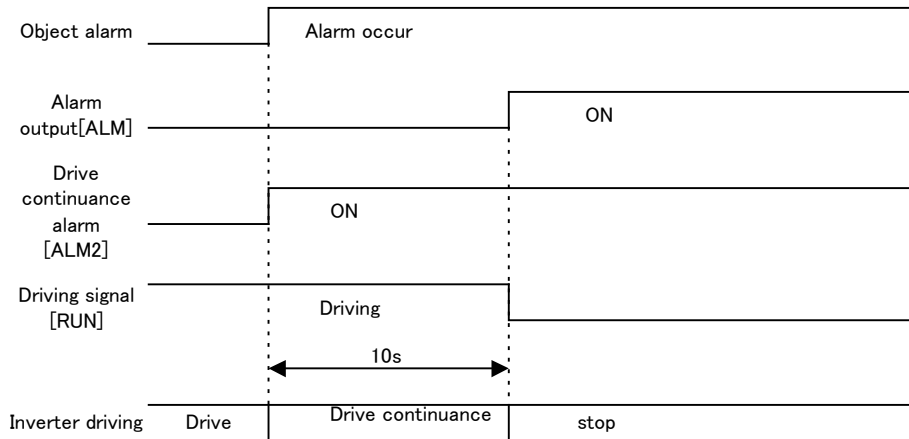 Object alarm
Alarm occur
Alarm
output[ALM]
ON
Drive
continuance
alarm
[ALM2]
ON
Driving signal
[RUN]
Driving
10s
Inverter driving
Drive
Drive continuance
stop